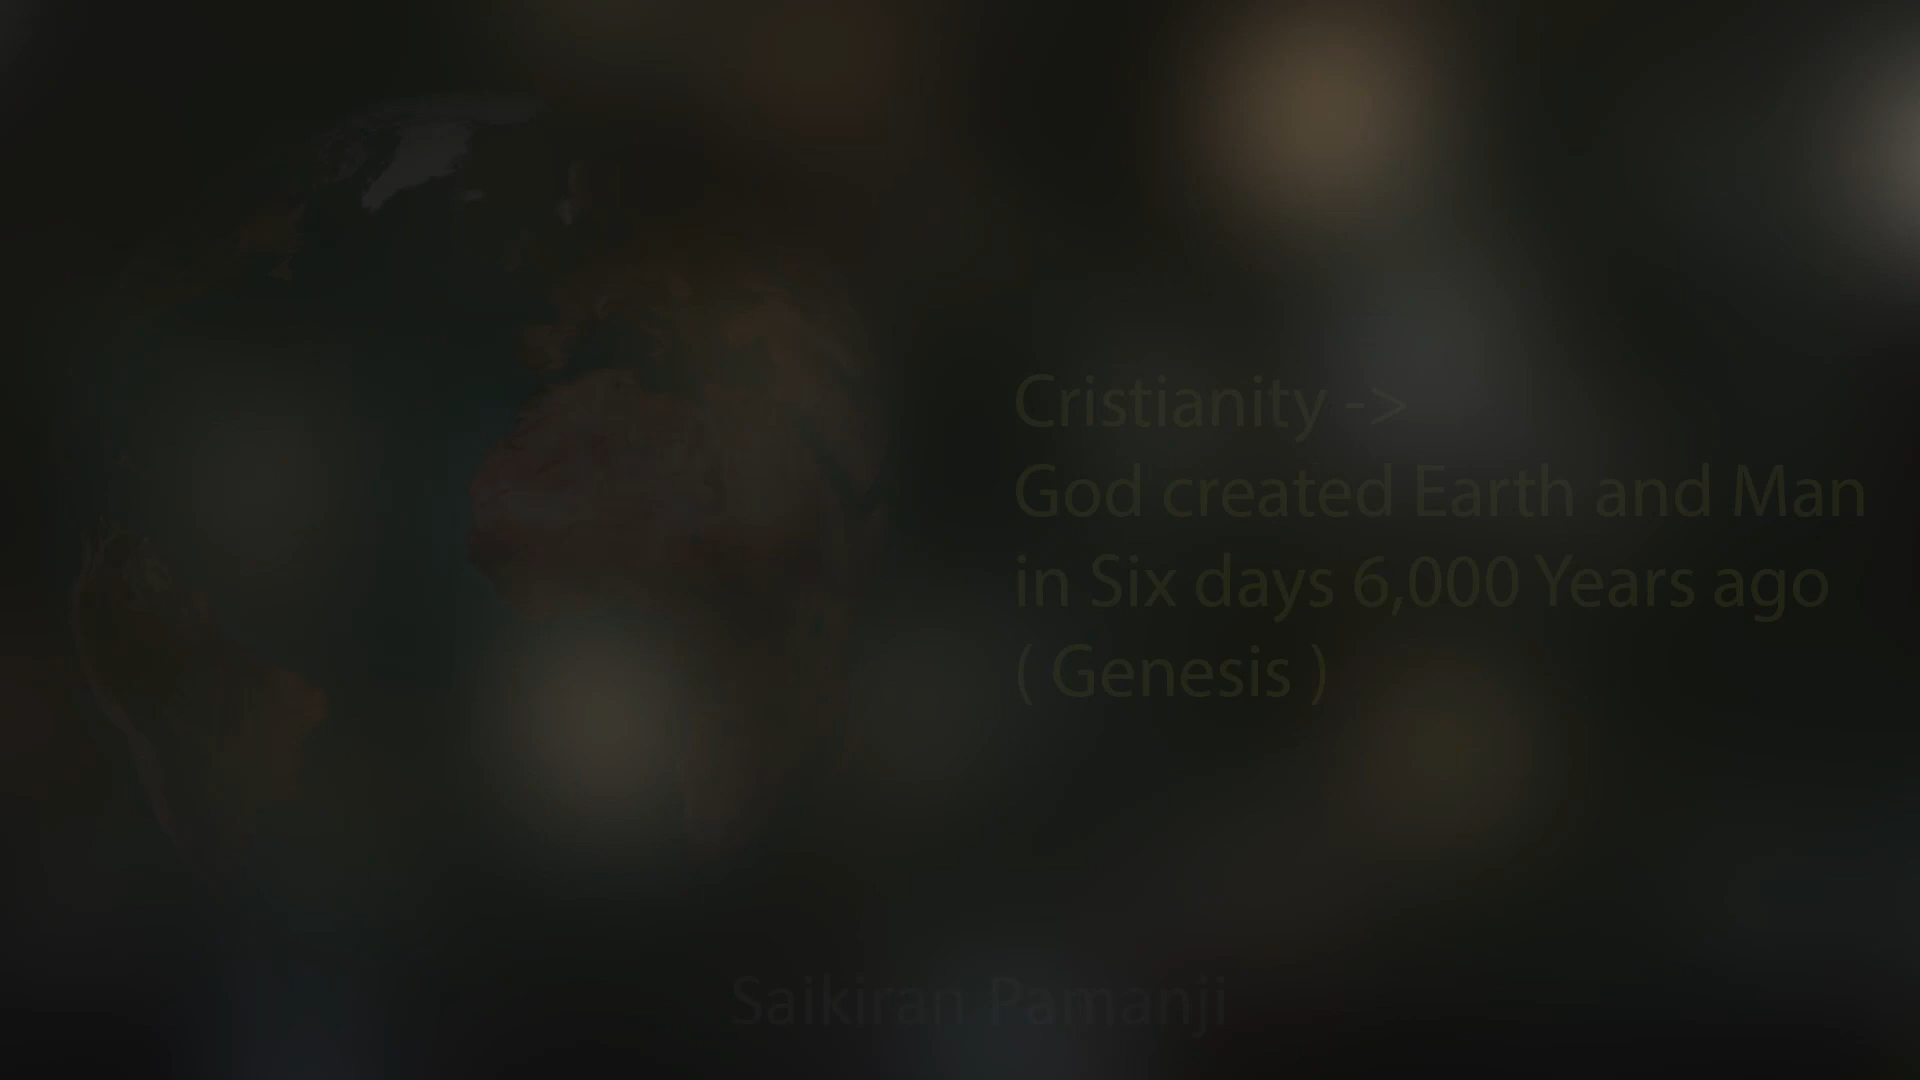 Cristianity ->
God created Earth and Man
in Six days 6,000 Years ago
( Genesis )
Saikiran Pamanji